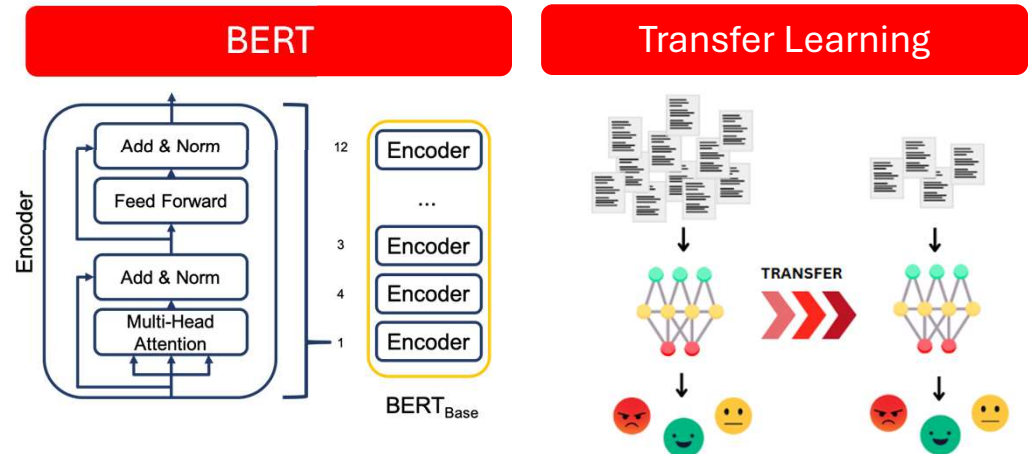 BERT
Transfer Learning
Encoder
Add & Norm
Feed Forward
Add & Norm
Multi-Head
Attention
12
...
3
4
1
Encoder
Encoder
Encoder
Encoder
BERTBase
TRANSFER